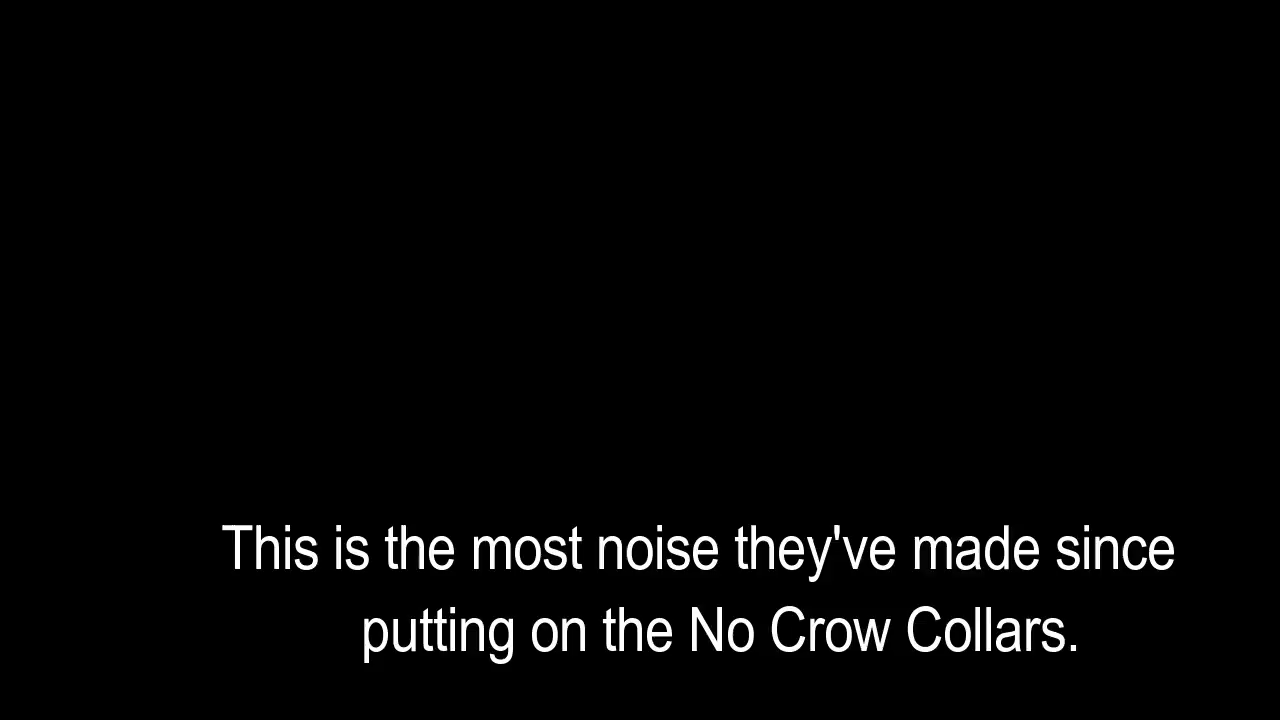 This is the most noise they've made since
putting on the No Crow Collars.